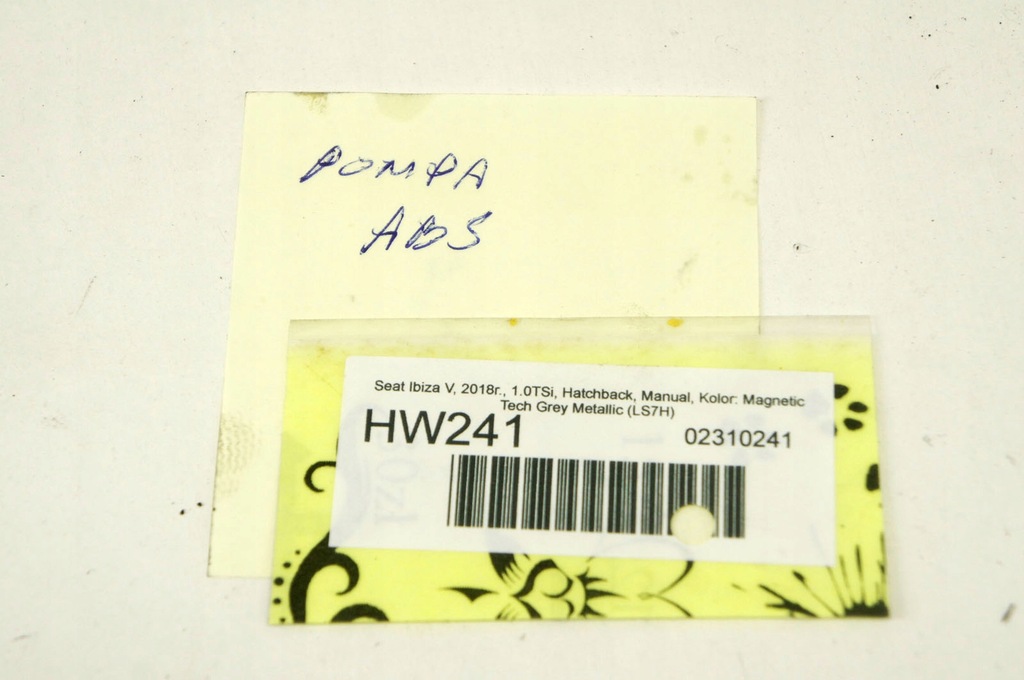 POMPA
ABS
Seat Ibiza V, 2018r., 1.0TSi, Hatchback, Manual, Kolor: Magnetic
Tech Grey Metallic (LS7H)
HW241
02310241